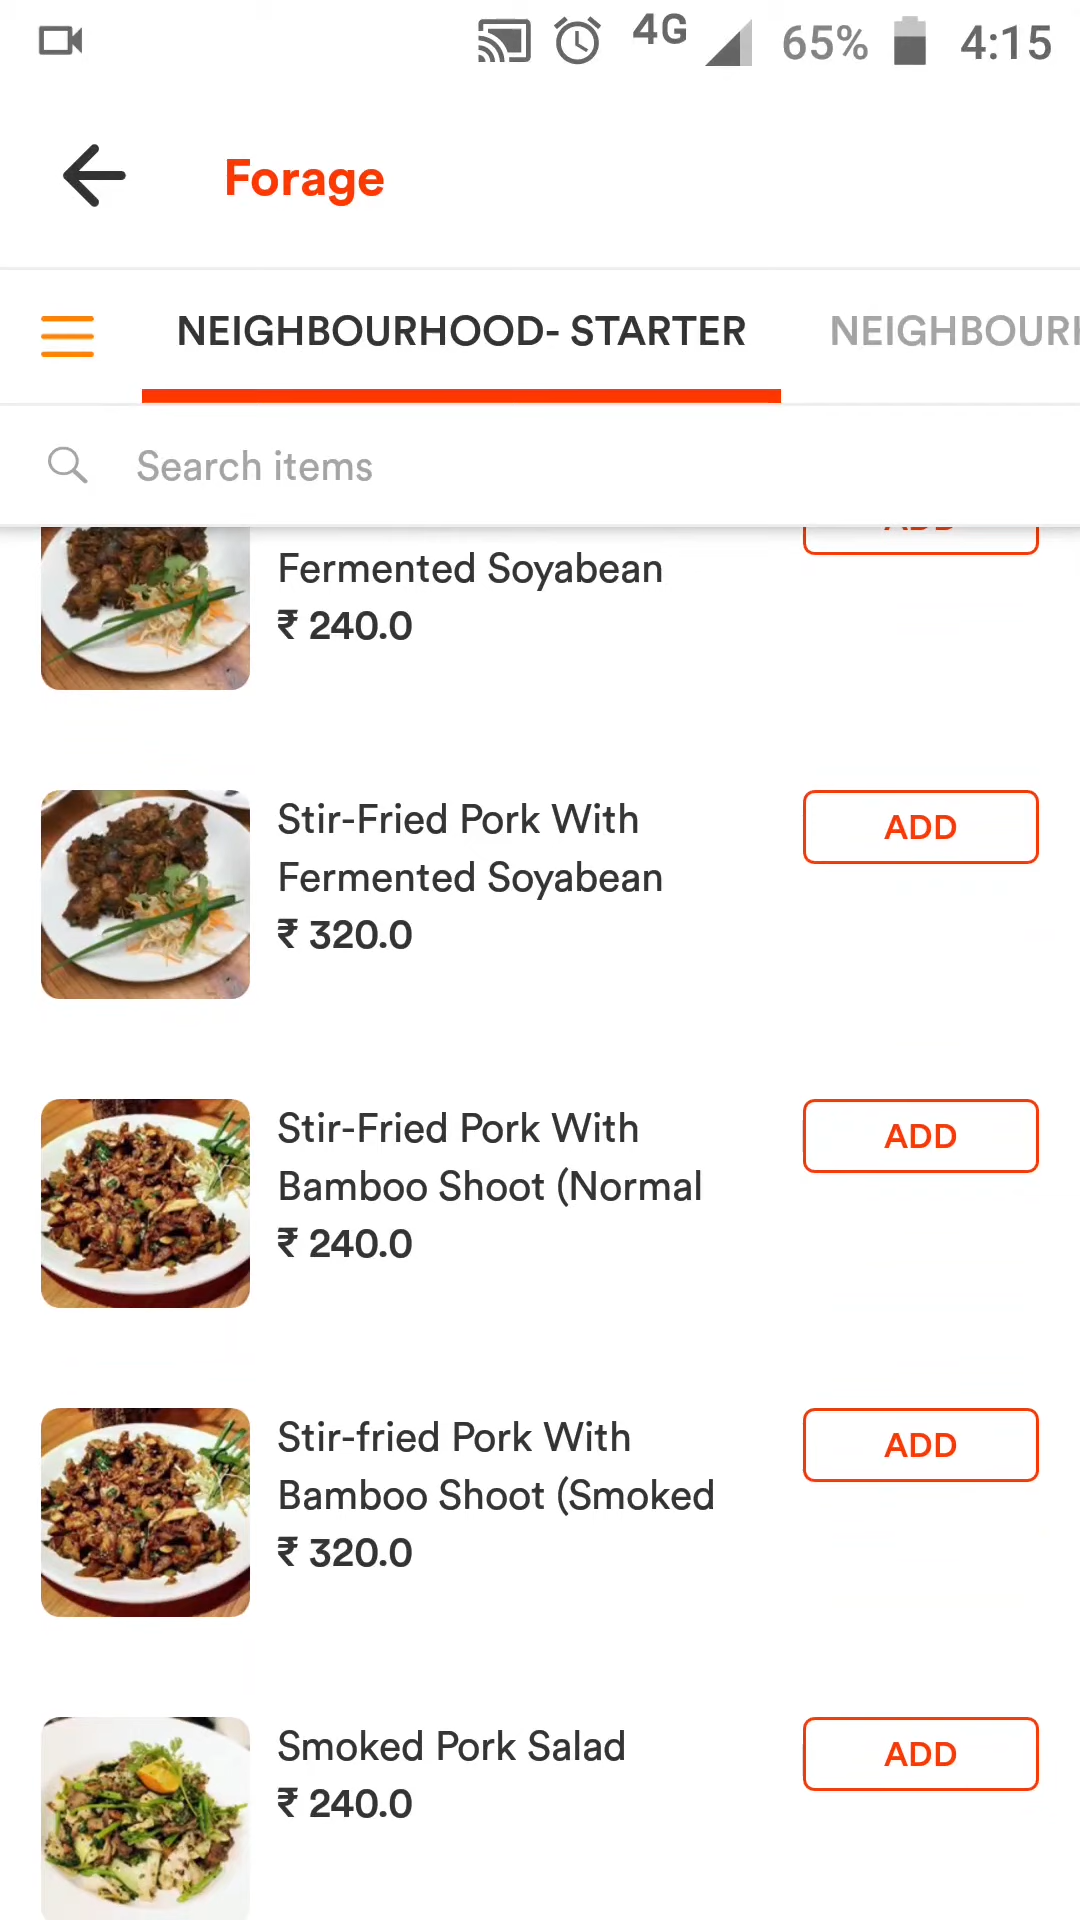 4G 65% 4:15
Forage
NEIGHBOURHOOD- STARTER NEIGHBOUR
Search items
Fermented Soyabean
₹ 240.0
Stir-Fried Pork With ADD
Fermented Soyabean
₹ 320.0
Stir-Fried Pork With ADD
Bamboo Shoot (Normal
₹ 240.0
Stir-fried Pork With ADD
Bamboo Shoot (Smoked
₹ 320.0
Smoked Pork Salad ADD
₹ 240.0